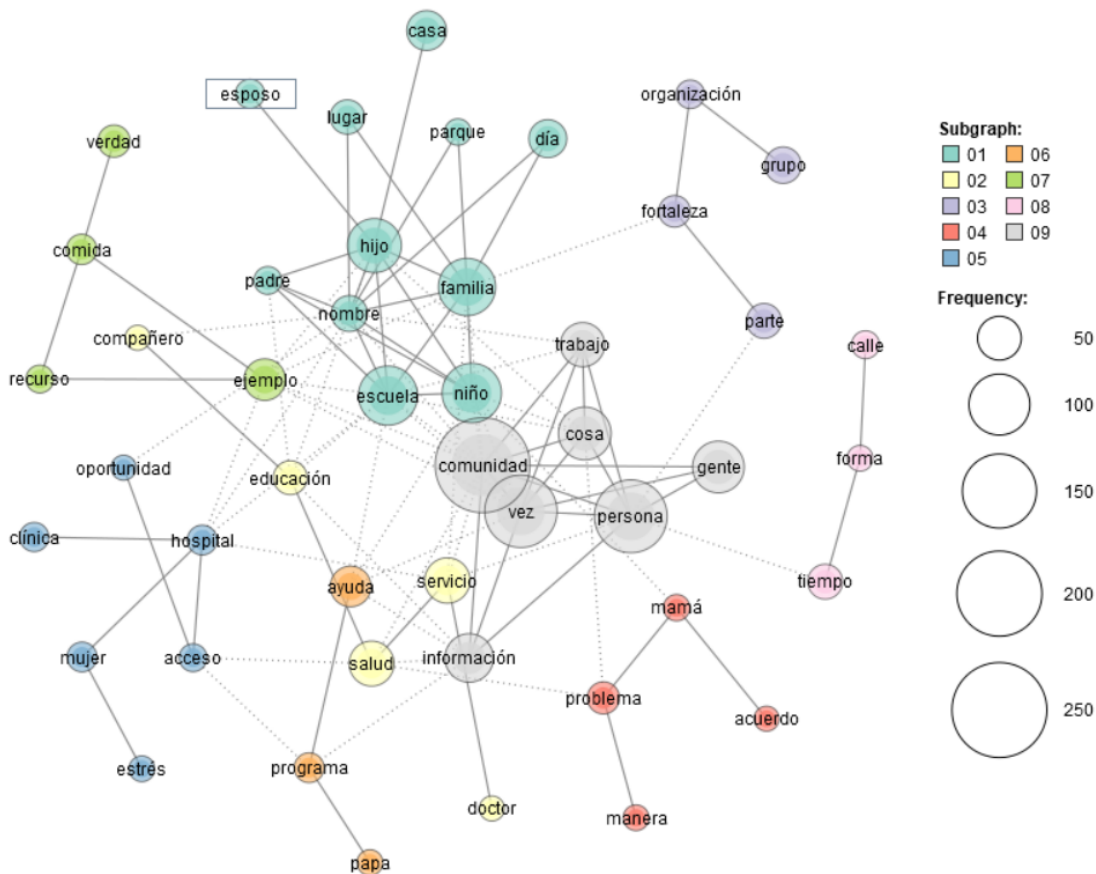 casa
esposo
lugar
parque
día
organización
verdad
grupo
fortaleza
comida
hijo
padre
familia
nombre
parte
compañero
trabajo
calle
recurso
ejemplo
escuela
niño
cosa
comunidad
gente
forma
oportunidad
educación
vez
persona
clínica
hospital
ayuda
servicio
tiempo
mamá
mujer
acceso
salud
información
problema
acuerdo
estrés
programa
doctor
manera
papa
Subgraph:
01 06
02 07
03 08
04 09
05
Frequency:
50
100
150
200
250